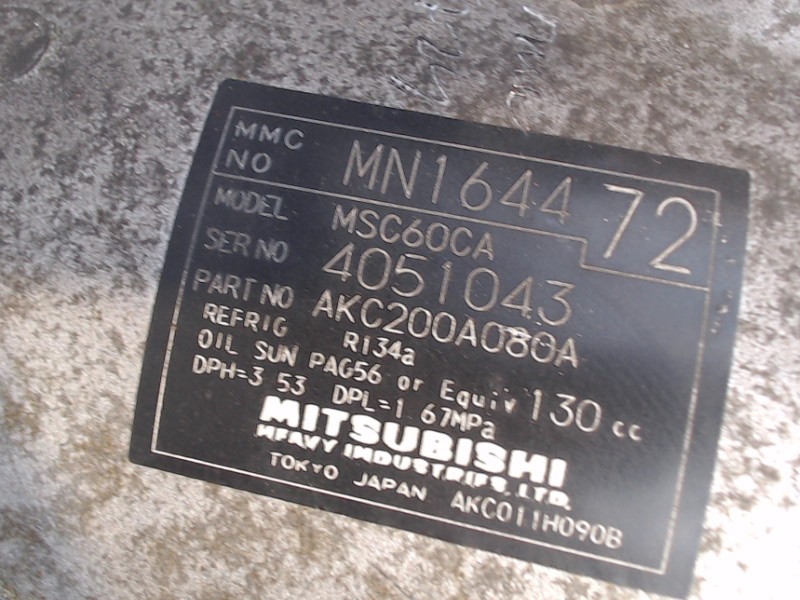 MMC NO MN164472
MODEL MSC60CA
SER NO 4051043
PART NO AKC200A080A
REFRIG R134a
OIL SUN PAG56 or Equiv 130 cc
DPH=3 53 DPL=1 67MPa
MITSUBISHI
HEAVY INDUSTRIES, LTD.
TOKYO JAPAN AKC011H090B